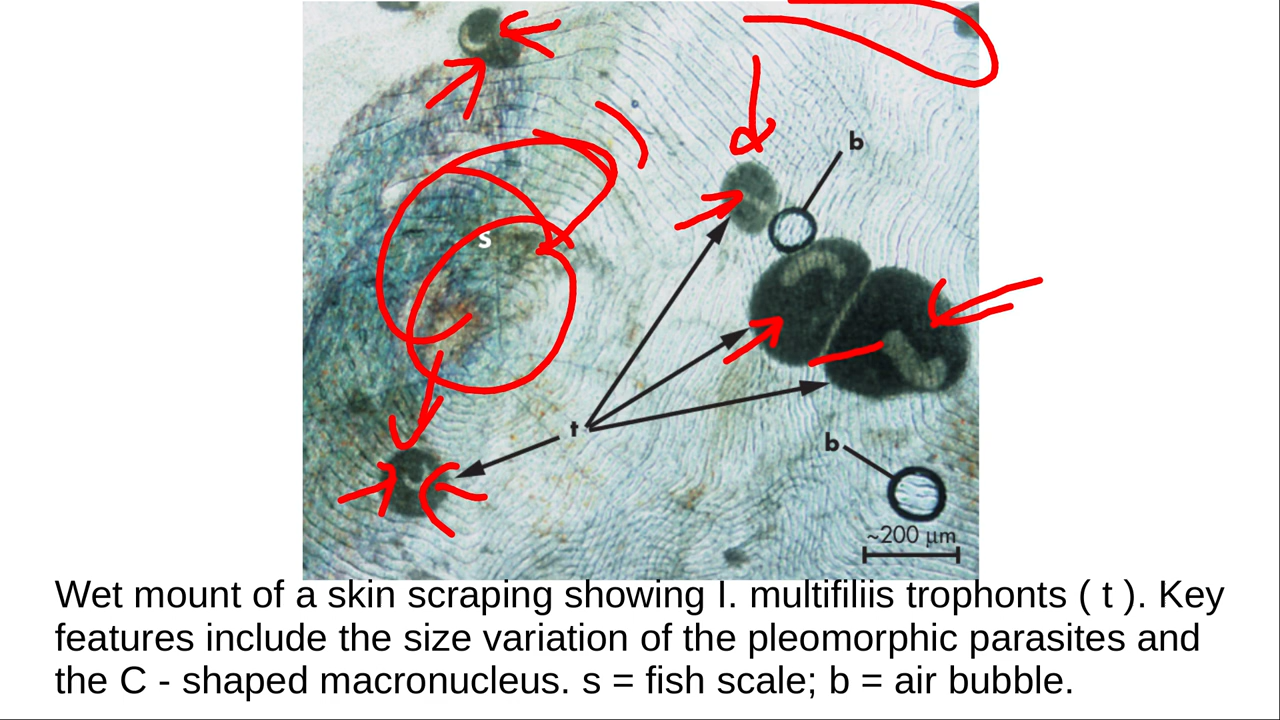 b
s
t
b
~200 µm
Wet mount of a skin scraping showing I. multifiliis trophonts ( t ). Key
features include the size variation of the pleomorphic parasites and
the C - shaped macronucleus. s = fish scale; b = air bubble.